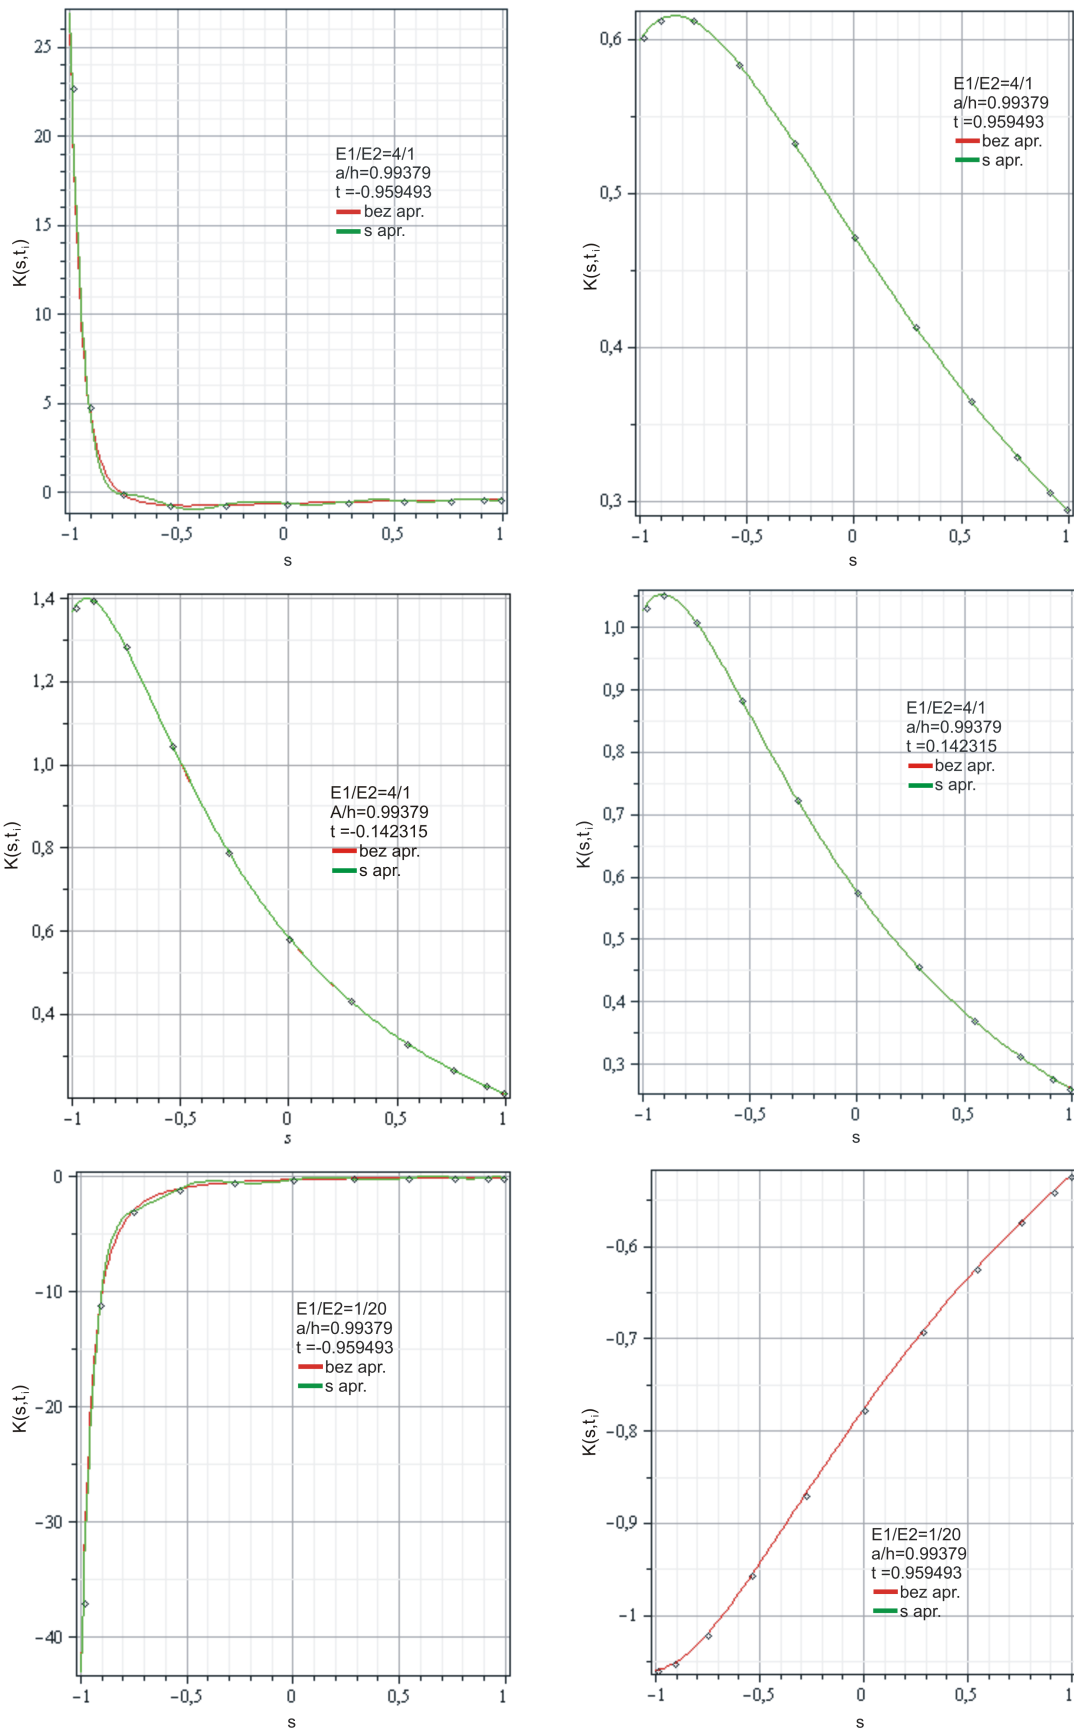 25
20
15
10
5
0
-1
-0,5
0
0,5
1
s
K(s,tᵢ)
E1/E2=4/1
a/h=0.99379
t =-0.959493
bez apr.
s apr.
0,6
0,5
0,4
0,3
-1
-0,5
0
0,5
1
s
K(s,tᵢ)
E1/E2=4/1
a/h=0.99379
t =0.959493
bez apr.
s apr.
1,4
1,2
1,0
0,8
0,6
0,4
-1
-0,5
0
0,5
1
s
K(s,tᵢ)
E1/E2=4/1
A/h=0.99379
t =-0.142315
bez apr.
s apr.
1,0
0,9
0,8
0,7
0,6
0,5
0,4
0,3
-1
-0,5
0
0,5
1
s
K(s,tᵢ)
E1/E2=4/1
a/h=0.99379
t =0.142315
bez apr.
s apr.
0
-10
-20
-30
-40
-1
-0,5
0
0,5
1
s
K(s,tᵢ)
E1/E2=1/20
a/h=0.99379
t =-0.959493
bez apr.
s apr.
-0,6
-0,7
-0,8
-0,9
-1
-1
-0,5
0
0,5
1
s
K(s,tᵢ)
E1/E2=1/20
a/h=0.99379
t =0.959493
bez apr.
s apr.